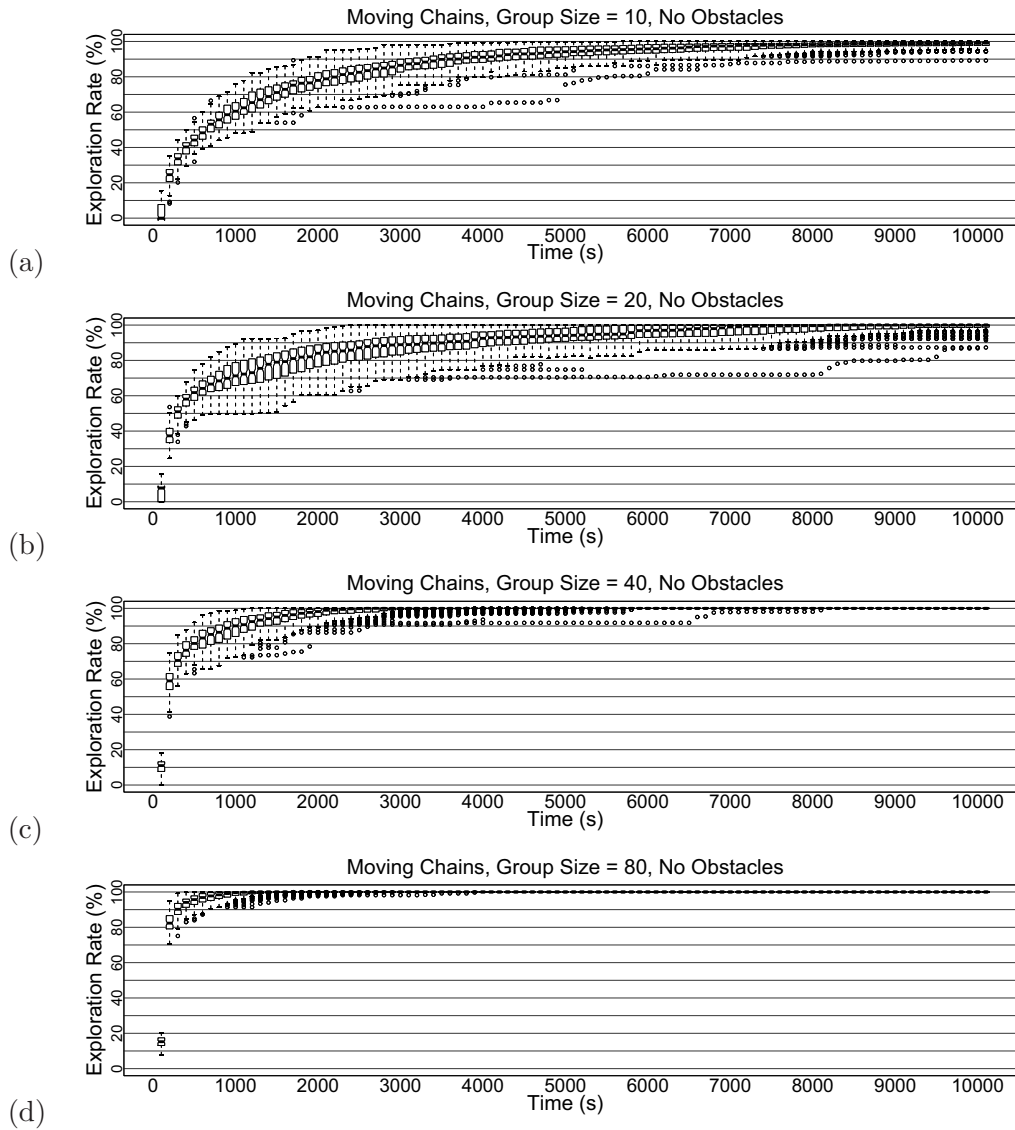 Moving Chains, Group Size = 10, No Obstacles
Exploration Rate (%)
0 20 40 60 80 100
0 1000 2000 3000 4000 5000 6000 7000 8000 9000 10000
Time (s)
(a)
Moving Chains, Group Size = 20, No Obstacles
Exploration Rate (%)
0 20 40 60 80 100
0 1000 2000 3000 4000 5000 6000 7000 8000 9000 10000
Time (s)
(b)
Moving Chains, Group Size = 40, No Obstacles
Exploration Rate (%)
0 20 40 60 80 100
0 1000 2000 3000 4000 5000 6000 7000 8000 9000 10000
Time (s)
(c)
Moving Chains, Group Size = 80, No Obstacles
Exploration Rate (%)
0 20 40 60 80 100
0 1000 2000 3000 4000 5000 6000 7000 8000 9000 10000
Time (s)
(d)